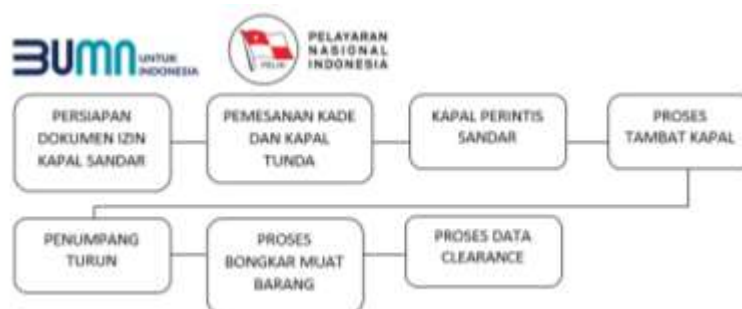 BUMN
UNTUK
INDONESIA
PELNI
PELAYARAN
NASIONAL
INDONESIA
PERSIAPAN
DOKUMEN IZIN
KAPAL SANDAR
PEMESANAN KADE
DAN KAPAL
TUNDA
KAPAL PERINTIS
SANDAR
PROSES
TAMBAT KAPAL
PENUMPANG
TURUN
PROSES
BONGKAR MUAT
BARANG
PROSES DATA
CLEARANCE